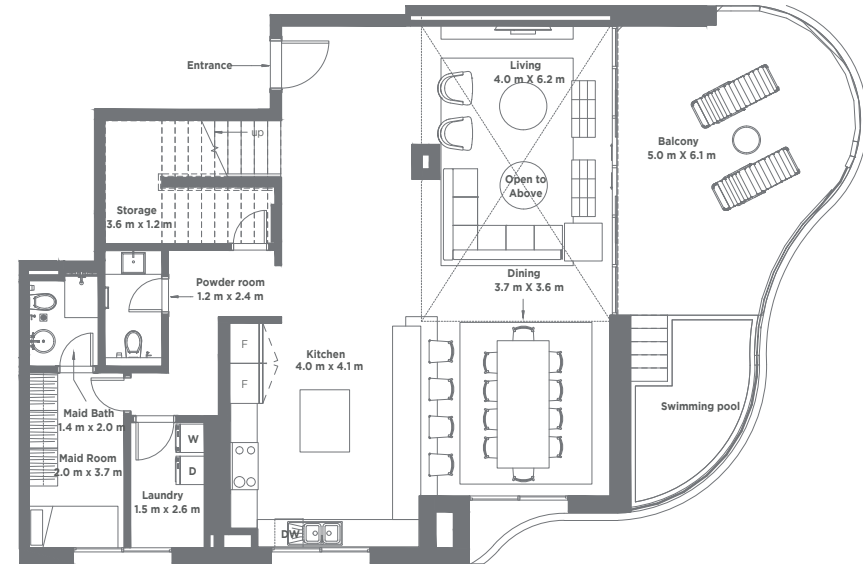 Entrance
Living
4.0 m X 6.2 m
up
Balcony
5.0 m X 6.1 m
Open to
Above
Storage
3.6 m x 1.2 m
Dining
3.7 m X 3.6 m
Powder room
1.2 m x 2.4 m
F
F
Kitchen
4.0 m x 4.1 m
Swimming pool
Maid Bath
1.4 m x 2.0 m
W
D
Maid Room
2.0 m x 3.7 m
Laundry
1.5 m x 2.6 m
DW